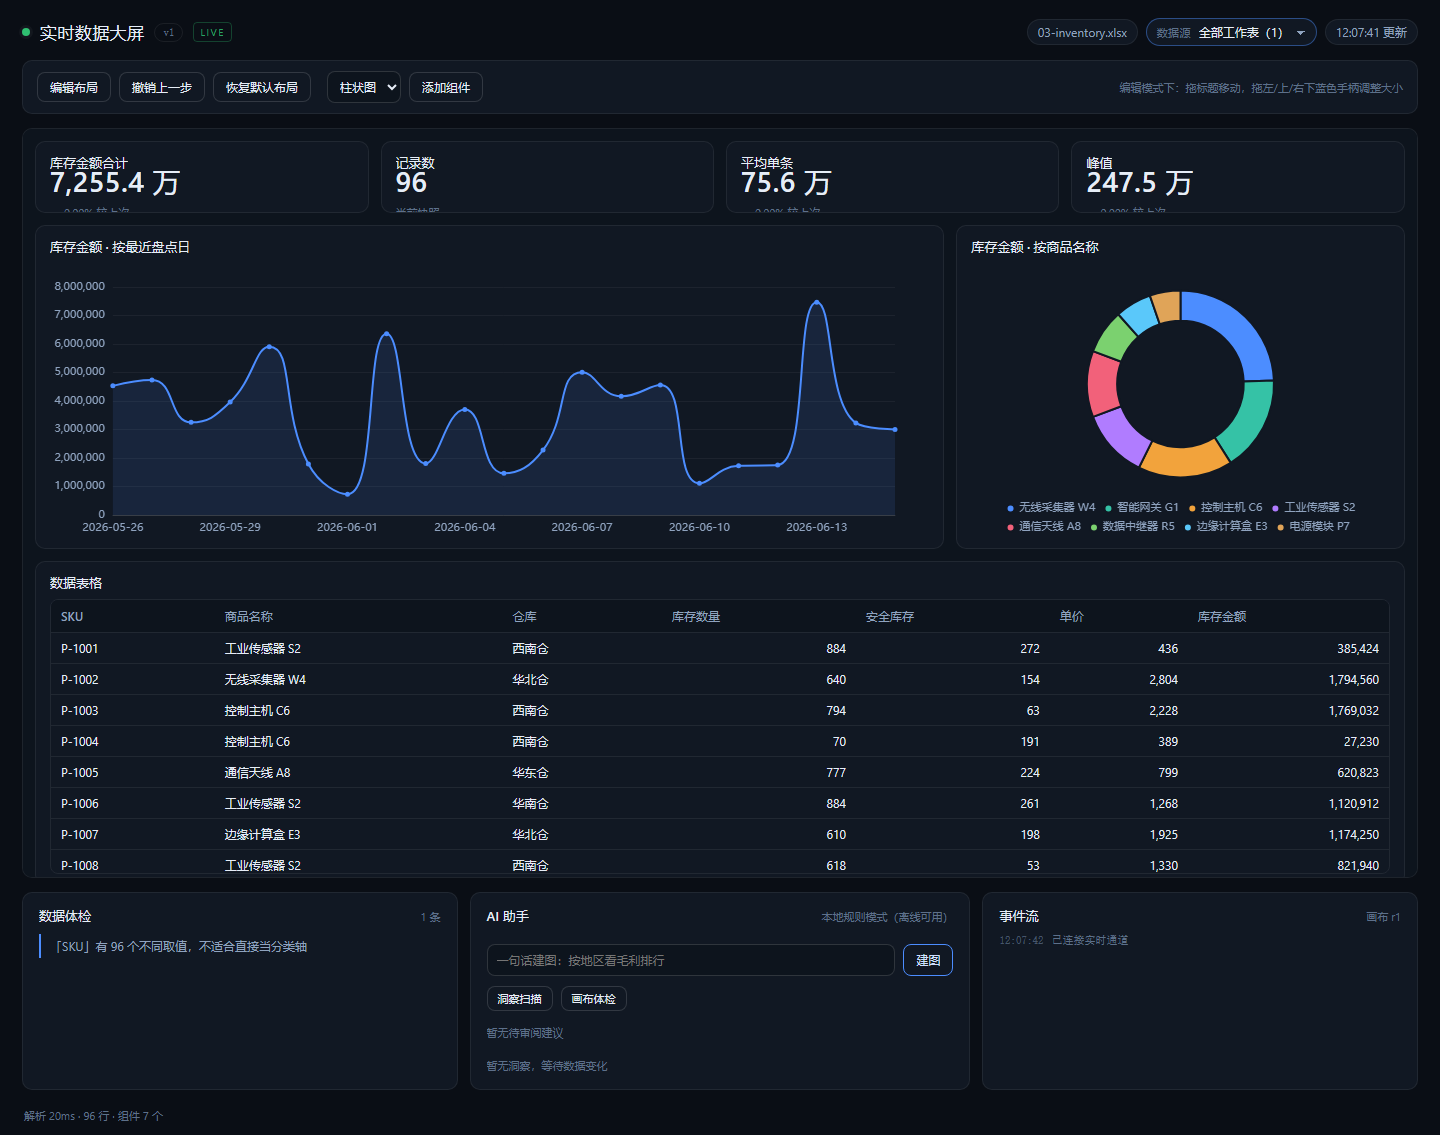 实时数据大屏 v1 LIVE 03-inventory.xlsx 数据源 全部工作表（1） 12:07:41 更新
编辑布局 撤销上一步 恢复默认布局 柱状图 添加组件 编辑模式下：拖标题移动，拖左/上/右下蓝色手柄调整大小
库存金额合计
7,255.4 万
记录数
96
平均单条
75.6 万
峰值
247.5 万
库存金额 · 按最近盘点日
8,000,000
7,000,000
6,000,000
5,000,000
4,000,000
3,000,000
2,000,000
1,000,000
0
2026-05-26 2026-05-29 2026-06-01 2026-06-04 2026-06-07 2026-06-10 2026-06-13
库存金额 · 按商品名称
无线采集器 W4 智能网关 G1 控制主机 C6 工业传感器 S2
通信天线 A8 数据中继器 R5 边缘计算盒 E3 电源模块 P7
数据表格
SKU 商品名称 仓库 库存数量 安全库存 单价 库存金额
P-1001 工业传感器 S2 西南仓 884 272 436 385,424
P-1002 无线采集器 W4 华北仓 640 154 2,804 1,794,560
P-1003 控制主机 C6 西南仓 794 63 2,228 1,769,032
P-1004 控制主机 C6 西南仓 70 191 389 27,230
P-1005 通信天线 A8 华东仓 777 224 799 620,823
P-1006 工业传感器 S2 华南仓 884 261 1,268 1,120,912
P-1007 边缘计算盒 E3 华北仓 610 198 1,925 1,174,250
P-1008 工业传感器 S2 西南仓 618 53 1,330 821,940
数据体检 1 条
「SKU」有 96 个不同取值，不适合直接当分类轴
AI 助手 本地规则模式（离线可用）
一句话建图：按地区看毛利排行 建图
洞察扫描 画布体检
暂无待审阅建议
暂无洞察，等待数据变化
事件流 画布 r1
12:07:42 已连接实时通道
解析 20ms · 96 行 · 组件 7 个